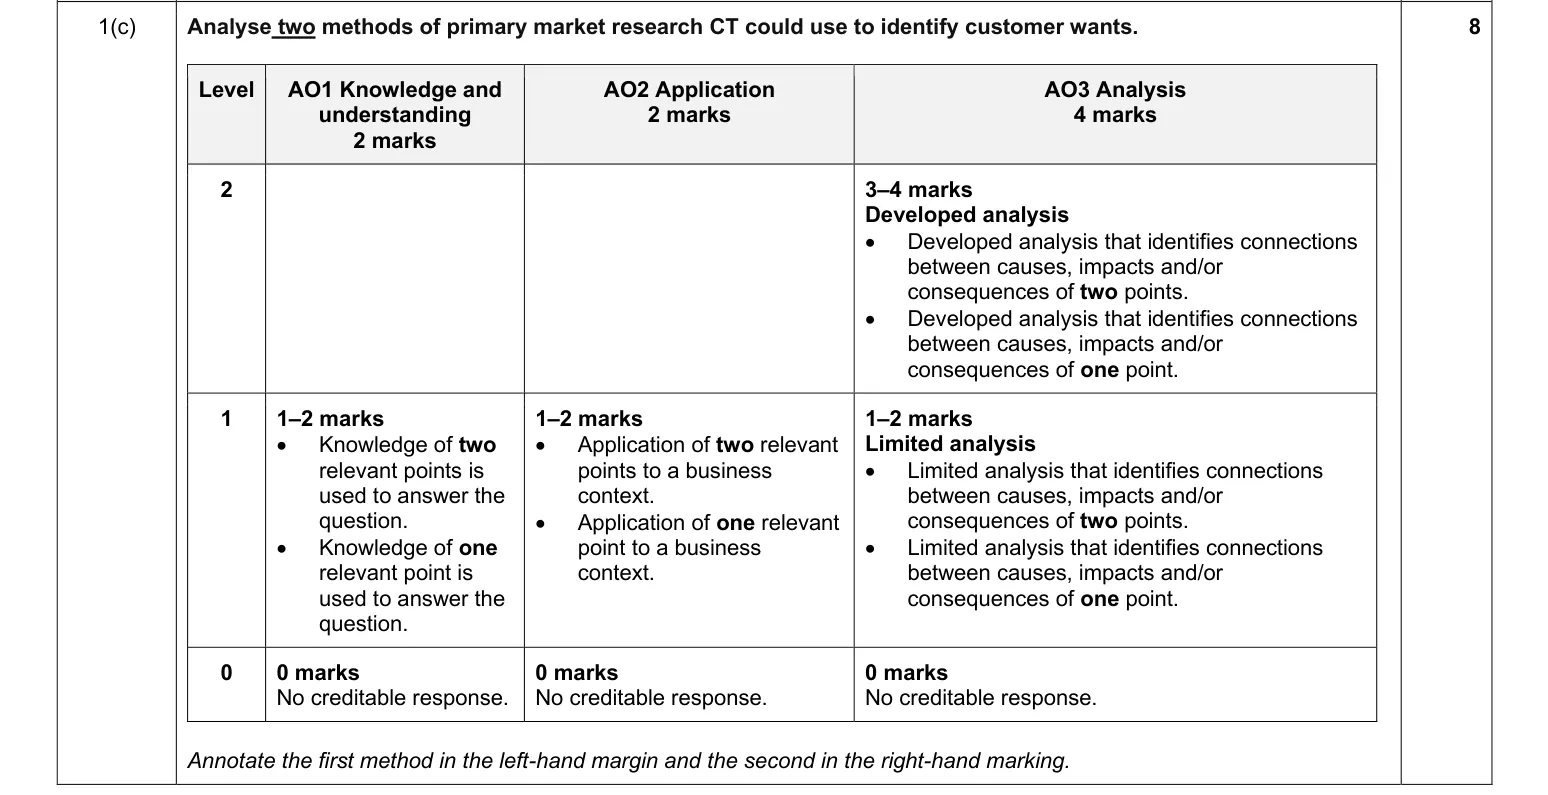 1(c)
Analyse two methods of primary market research CT could use to identify customer wants.
8
Level
AO1 Knowledge and
understanding
2 marks
AO2 Application
2 marks
AO3 Analysis
4 marks
2
3–4 marks
Developed analysis
• Developed analysis that identifies connections
between causes, impacts and/or
consequences of two points.
• Developed analysis that identifies connections
between causes, impacts and/or
consequences of one point.
1
1–2 marks
• Knowledge of two
relevant points is
used to answer the
question.
• Knowledge of one
relevant point is
used to answer the
question.
1–2 marks
• Application of two relevant
points to a business
context.
• Application of one relevant
point to a business
context.
1–2 marks
Limited analysis
• Limited analysis that identifies connections
between causes, impacts and/or
consequences of two points.
• Limited analysis that identifies connections
between causes, impacts and/or
consequences of one point.
0
0 marks
No creditable response.
0 marks
No creditable response.
0 marks
No creditable response.
Annotate the first method in the left-hand margin and the second in the right-hand marking.